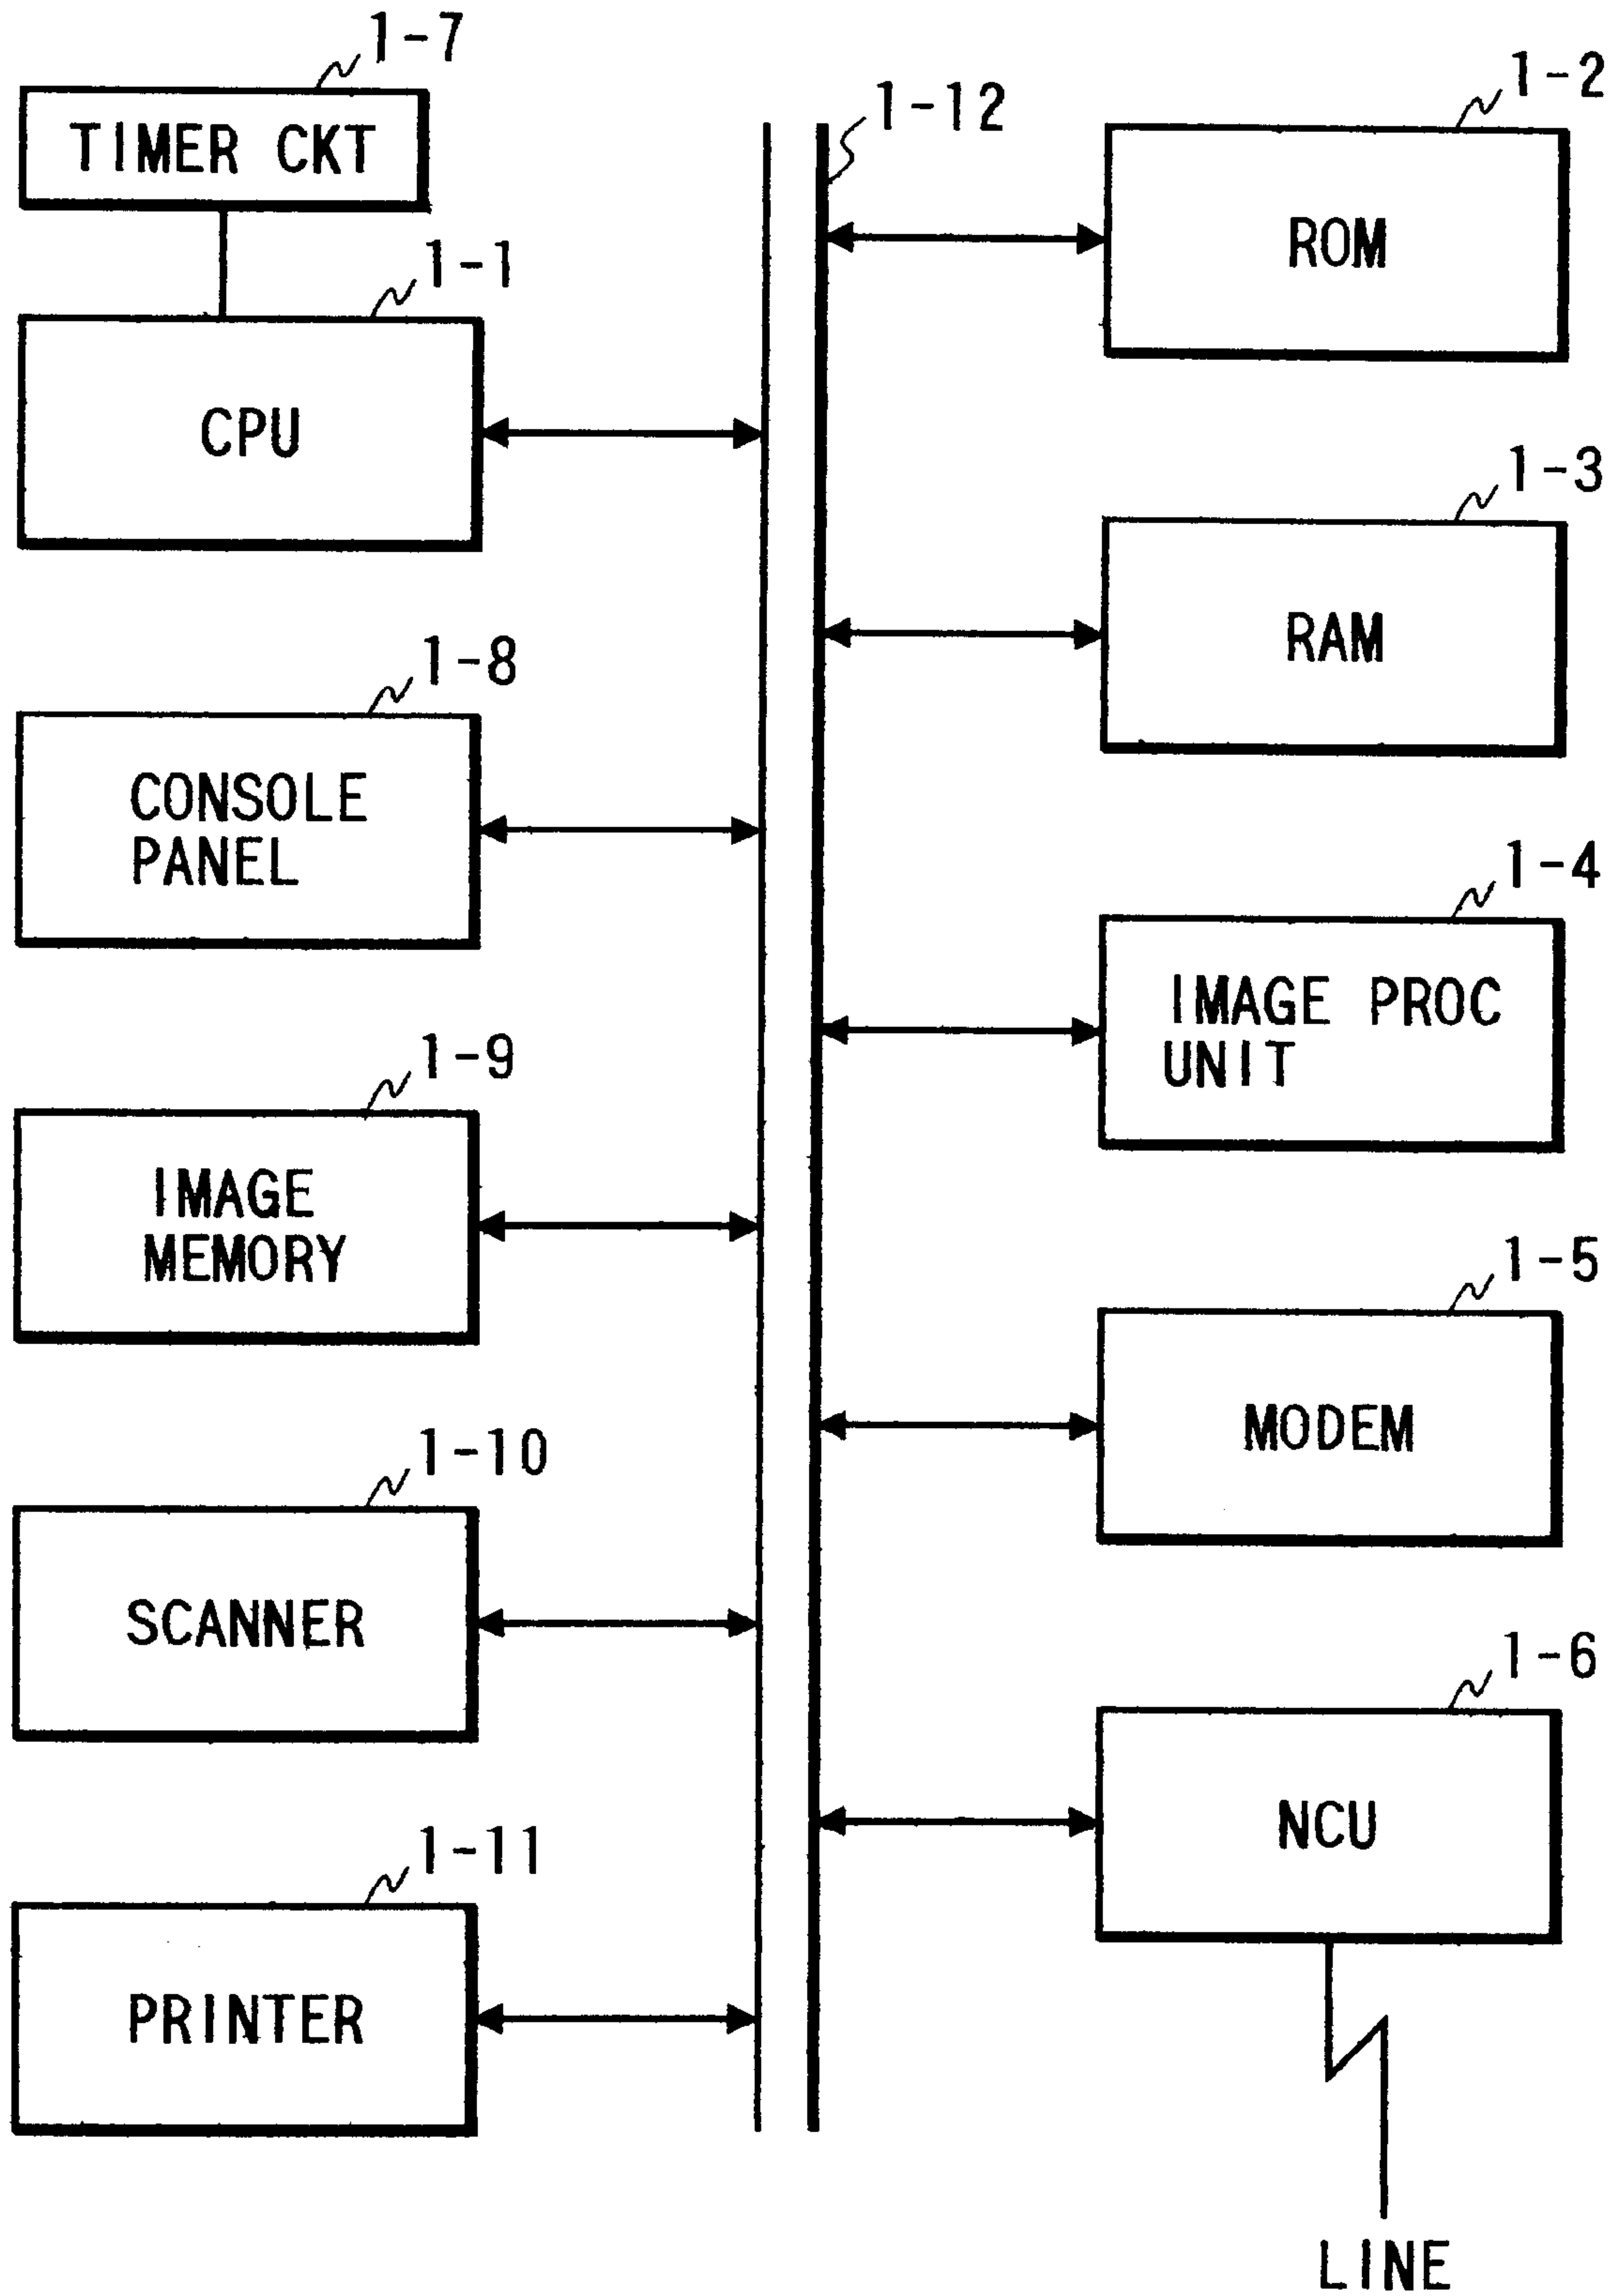 1-7
TIMER CKT
1-1
CPU
1-8
CONSOLE
PANEL
1-9
IMAGE
MEMORY
1-10
SCANNER
1-11
PRINTER
1-12
1-2
ROM
1-3
RAM
1-4
IMAGE PROC
UNIT
1-5
MODEM
1-6
NCU
LINE